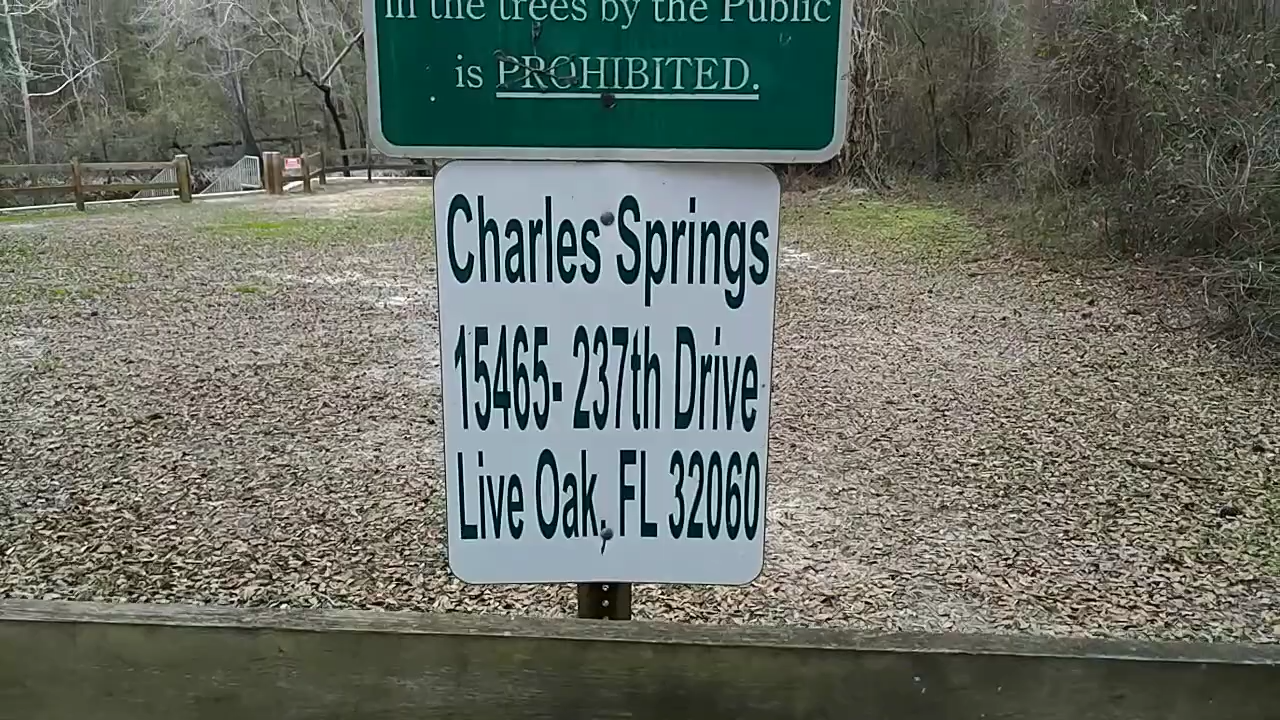 in the trees by the Public
is PROHIBITED.
Charles Springs
15465- 237th Drive
Live Oak, FL 32060